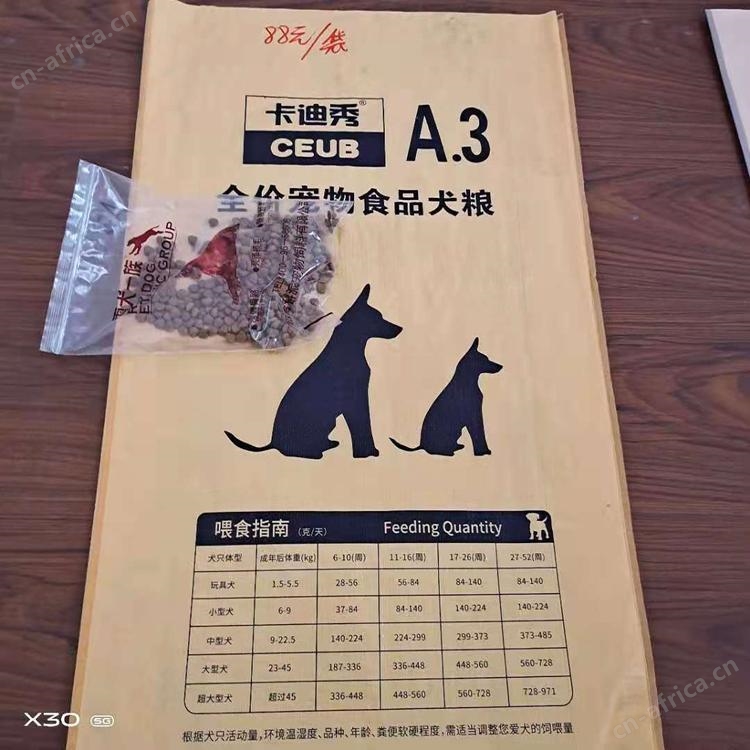 88元/袋
卡迪秀®
CEUB
A.3
全价宠物食品犬粮
犬一族
ET DOG
GROUP
喂食指南 (克/天) Feeding Quantity
犬只体型 成年后体重(kg) 6-10(周) 11-16(周) 17-26(周) 27-52(周)
玩具犬 1.5-5.5 28-56 56-84 84-140 84-140
小型犬 6-9 37-84 84-140 140-224 140-224
中型犬 9-22.5 140-224 224-299 299-373 373-485
大型犬 23-45 187-336 336-448 448-560 560-728
超大型犬 超过45 336-448 448-560 560-728 728-971
根据犬只活动量,环境温湿度、品种、年龄、粪便软硬程度,需适当调整您爱犬的饲喂量
X30 5G
cn-africa.cn
cn-africa.cn